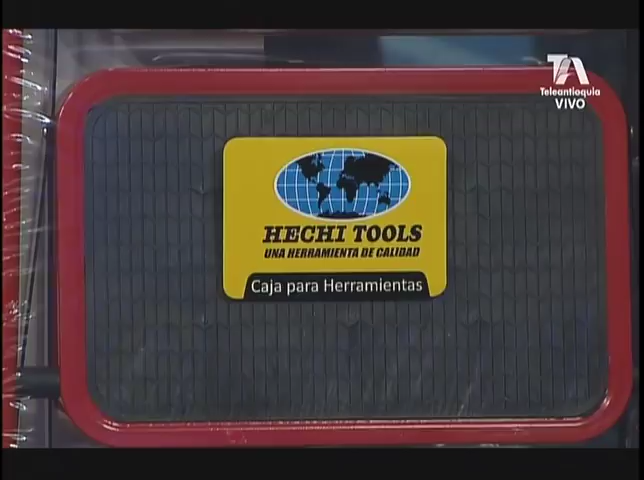 TA
Teleantioquia
VIVO
HECHI TOOLS
UNA HERRAMIENTA DE CALIDAD
Caja para Herramientas